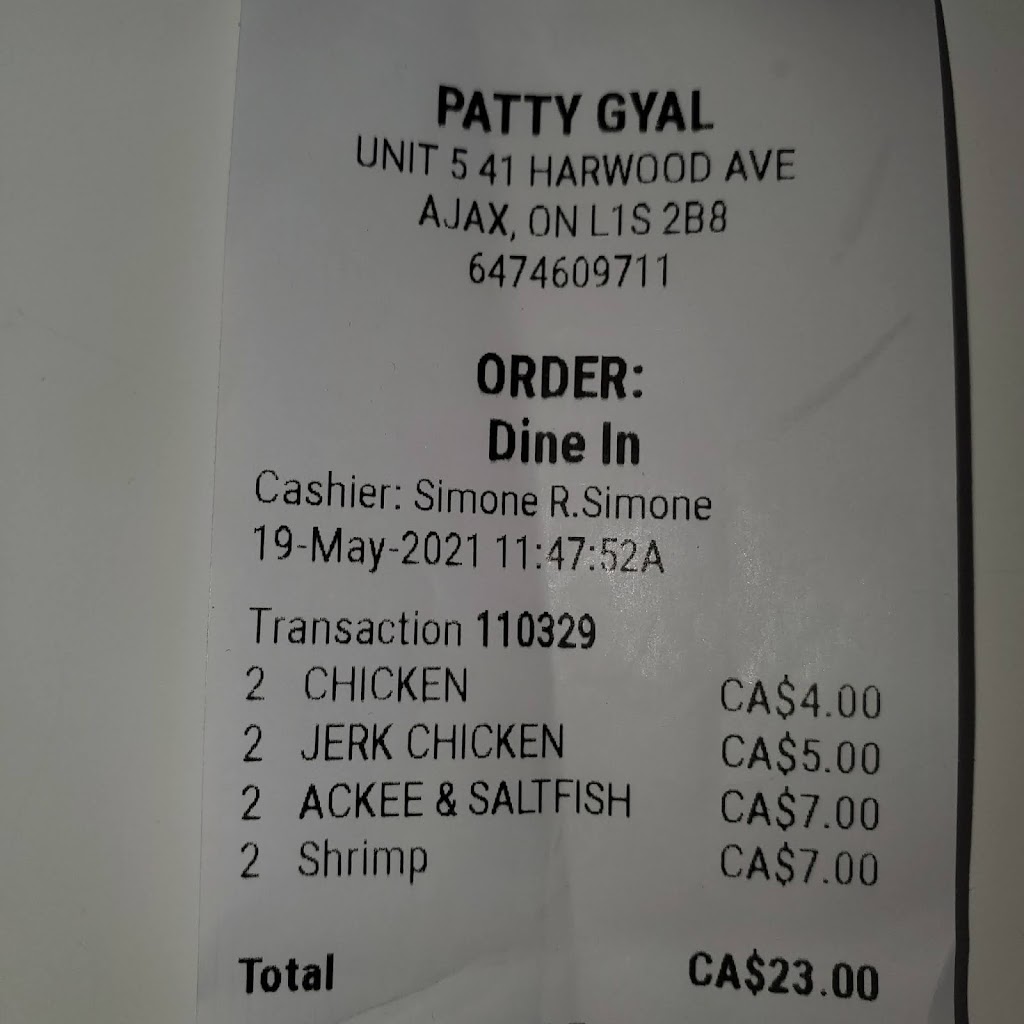 PATTY GYAL
UNIT 5 41 HARWOOD AVE
AJAX, ON L1S 2B8
6474609711
ORDER:
Dine In
Cashier: Simone R.Simone
19-May-2021 11:47:52A
Transaction 110329
2 CHICKEN CA$4.00
2 JERK CHICKEN CA$5.00
2 ACKEE & SALTFISH CA$7.00
2 Shrimp CA$7.00
Total CA$23.00